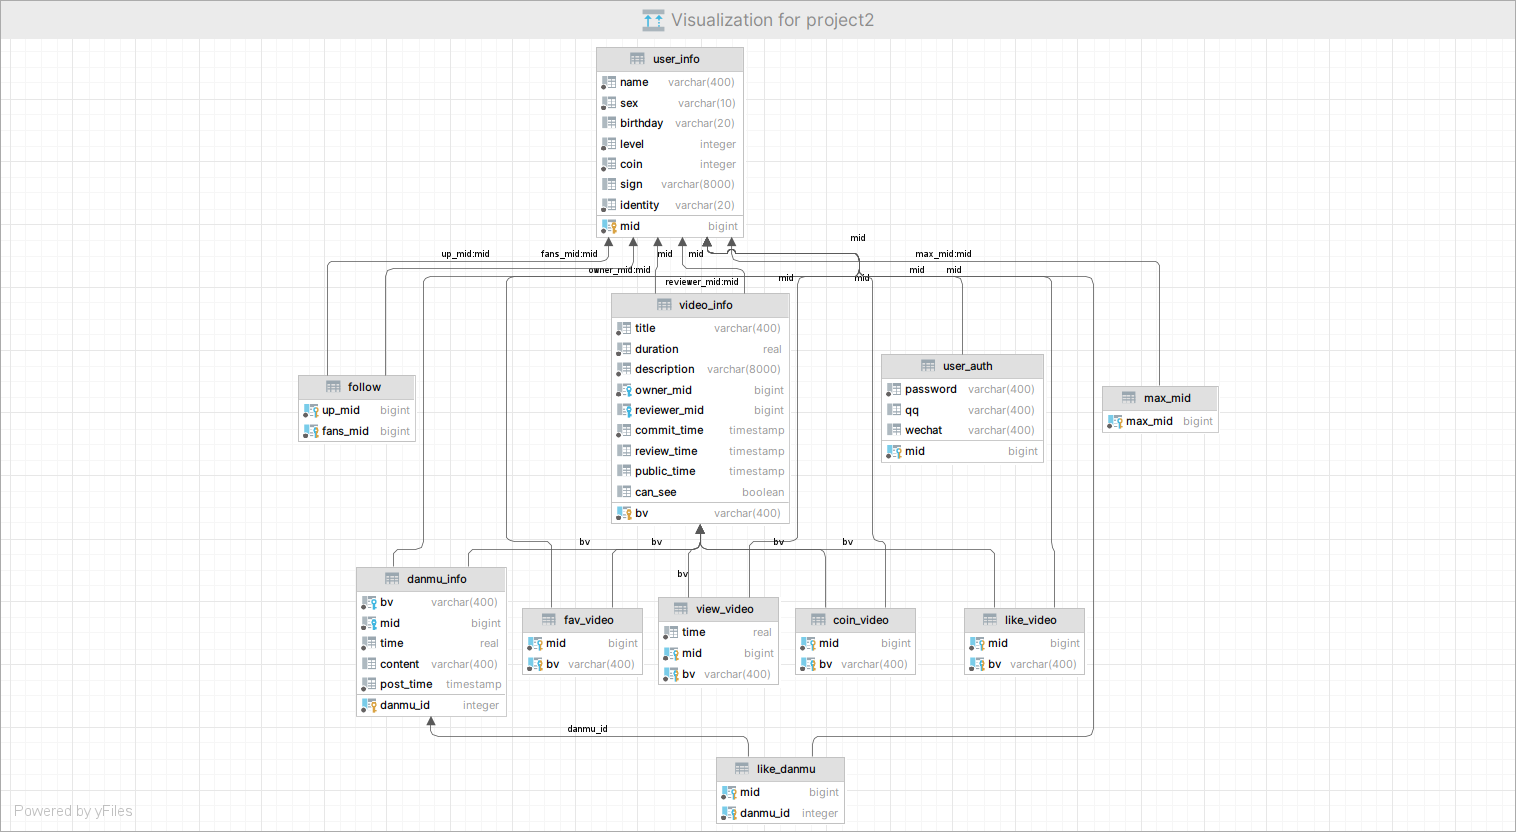 Visualization for project2
user_info
name varchar(400)
sex varchar(10)
birthday varchar(20)
level integer
coin integer
sign varchar(8000)
identity varchar(20)
mid bigint
mid
up_mid:mid
fans_mid:mid
mid
mid
max_mid:mid
owner_mid:mid
mid
mid
reviewer_mid:mid
mid
mid
video_info
title varchar(400)
duration real
description varchar(8000)
owner_mid bigint
reviewer_mid bigint
commit_time timestamp
review_time timestamp
public_time timestamp
can_see boolean
bv varchar(400)
follow
up_mid bigint
fans_mid bigint
user_auth
password varchar(400)
qq varchar(400)
wechat varchar(400)
mid bigint
max_mid
max_mid bigint
bv
bv
bv
bv
bv
danmu_info
bv varchar(400)
mid bigint
time real
content varchar(400)
post_time timestamp
danmu_id integer
fav_video
mid bigint
bv varchar(400)
view_video
time real
mid bigint
bv varchar(400)
coin_video
mid bigint
bv varchar(400)
like_video
mid bigint
bv varchar(400)
danmu_id
like_danmu
mid bigint
danmu_id integer
Powered by yFiles